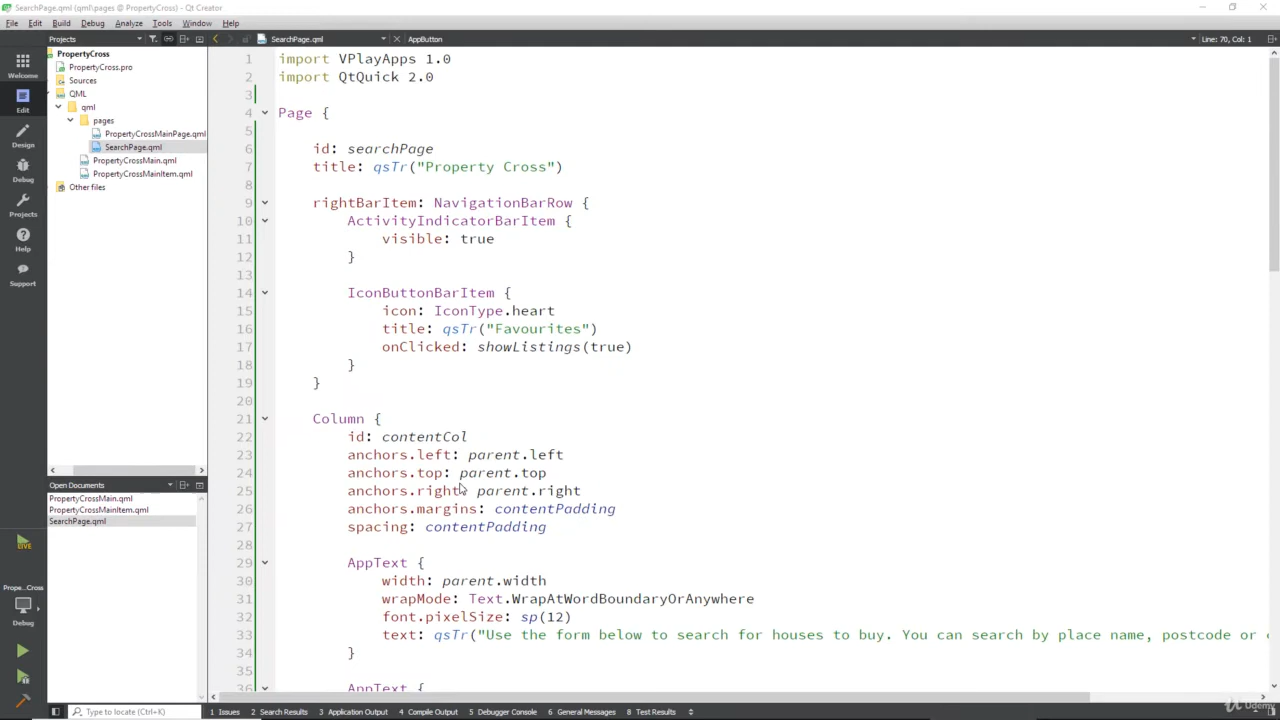 SearchPage.qml (qml\pages @ PropertyCross) - Qt Creator
File Edit Build Debug Analyze Tools Window Help
Projects
SearchPage.qml
AppButton
Line: 70, Col: 1
Welcome
Edit
Design
Debug
Projects
Help
Support
LIVE
Prope...Cross
Debug
PropertyCross
PropertyCross.pro
Sources
QML
qml
pages
PropertyCrossMainPage.qml
SearchPage.qml
PropertyCrossMain.qml
PropertyCrossMainItem.qml
Other files
Open Documents
PropertyCrossMain.qml
PropertyCrossMainItem.qml
SearchPage.qml
1 import VPlayApps 1.0
2 import QtQuick 2.0
3
4 Page {
5
6 id: searchPage
7 title: qsTr("Property Cross")
8
9 rightBarItem: NavigationBarRow {
10 ActivityIndicatorBarItem {
11 visible: true
12 }
13
14 IconButtonBarItem {
15 icon: IconType.heart
16 title: qsTr("Favourites")
17 onClicked: showListings(true)
18 }
19 }
20
21 Column {
22 id: contentCol
23 anchors.left: parent.left
24 anchors.top: parent.top
25 anchors.right: parent.right
26 anchors.margins: contentPadding
27 spacing: contentPadding
28
29 AppText {
30 width: parent.width
31 wrapMode: Text.WrapAtWordBoundaryOrAnywhere
32 font.pixelSize: sp(12)
33 text: qsTr("Use the form below to search for houses to buy. You can search by place name, postcode or
34 }
35
36 AppText {
Type to locate (Ctrl+K)
1 Issues 2 Search Results 3 Application Output 4 Compile Output 5 Debugger Console 6 General Messages 8 Test Results
Udemy